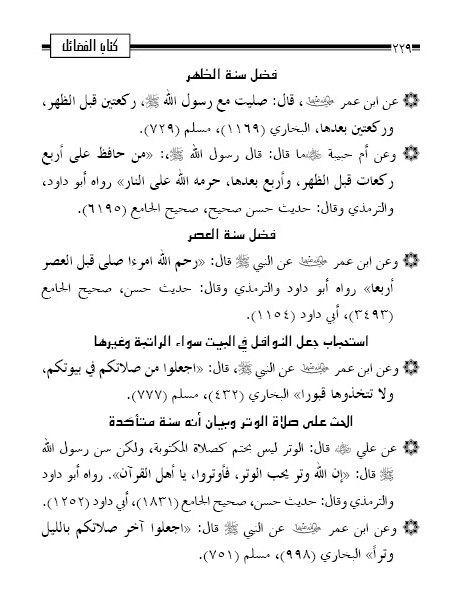 ٢٢٩ كتاب الفضائل
فضل سنة الظهر
عن ابن عمر رضي الله عنهما، قال: صليت مع رسول الله ﷺ، ركعتين قبل الظهر،
وركعتين بعدها، البخاري (١١٦٩)، مسلم (٧٢٩).
وعن أم حبيبة ما قال: قال رسول الله ﷺ،: «من حافظ على أربع
ركعات قبل الظهر، وأربع بعدها، حرمه الله على النار» رواه أبو داود،
والترمذي وقال: حديث حسن صحيح، صحيح الجامع (٦١٩٥).
فضل سنة العصر
وعن ابن عمر رضي الله عنهما عن النبي ﷺ قال: «رحم الله امرءا صلى قبل العصر
أربعا» رواه أبو داود والترمذي وقال: حديث حسن، صحيح الجامع
(٣٤٩٣)، أبي داود (١١٥٤).
استحباب جعل النوافل في البيت سواء الراتبة وغيرها
وعن ابن عمر رضي الله عنهما عن النبي ﷺ، قال: «اجعلوا من صلاتكم في بيوتكم،
ولا تتخذوها قبورا» البخاري (٤٣٢)، مسلم (٧٧٧).
الحث على صلاة الوتر وبيان أنه سنة متأكدة
عن علي قال: الوتر ليس بحتم كصلاة المكتوبة، ولكن سن رسول الله
ﷺ قال: «إن الله وتر يحب الوتر، فأوتروا، يا أهل القرآن». رواه أبو داود
والترمذي وقال: حديث حسن، صحيح الجامع (١٨٣١)، أبي داود (١٢٥٢).
وعن ابن عمر رضي الله عنهما عن النبي ﷺ قال: «اجعلوا آخر صلاتكم بالليل
وتراً» البخاري (٩٩٨)، مسلم (٧٥١).